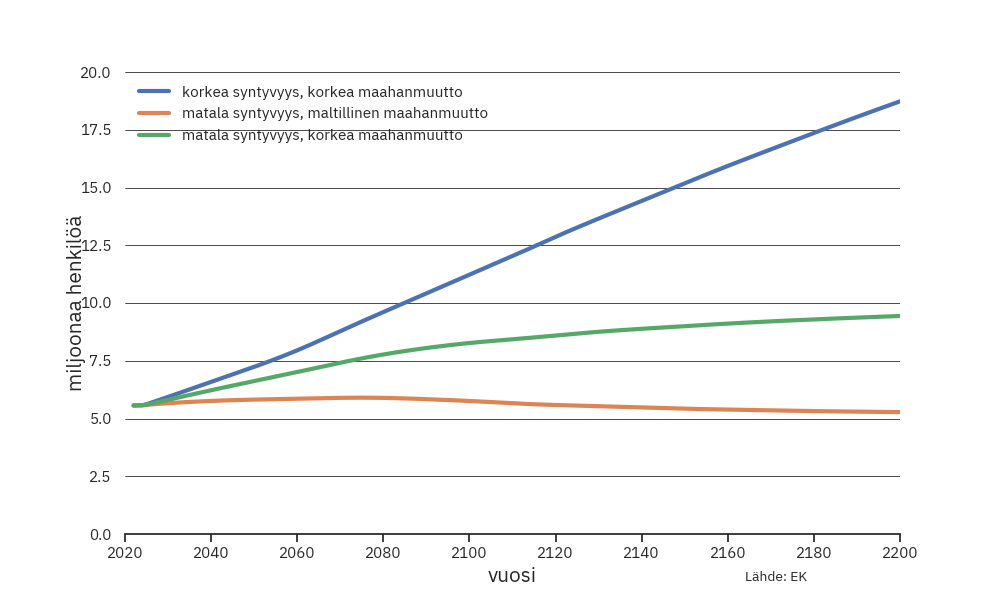 20.0
korkea syntyvyys, korkea maahanmuutto
matala syntyvyys, maltillinen maahanmuutto
matala syntyvyys, korkea maahanmuutto
17.5
15.0
12.5
10.0
7.5
5.0
2.5
0.0
miljoonaa henkilöä
2020 2040 2060 2080 2100 2120 2140 2160 2180 2200
vuosi
Lähde: EK